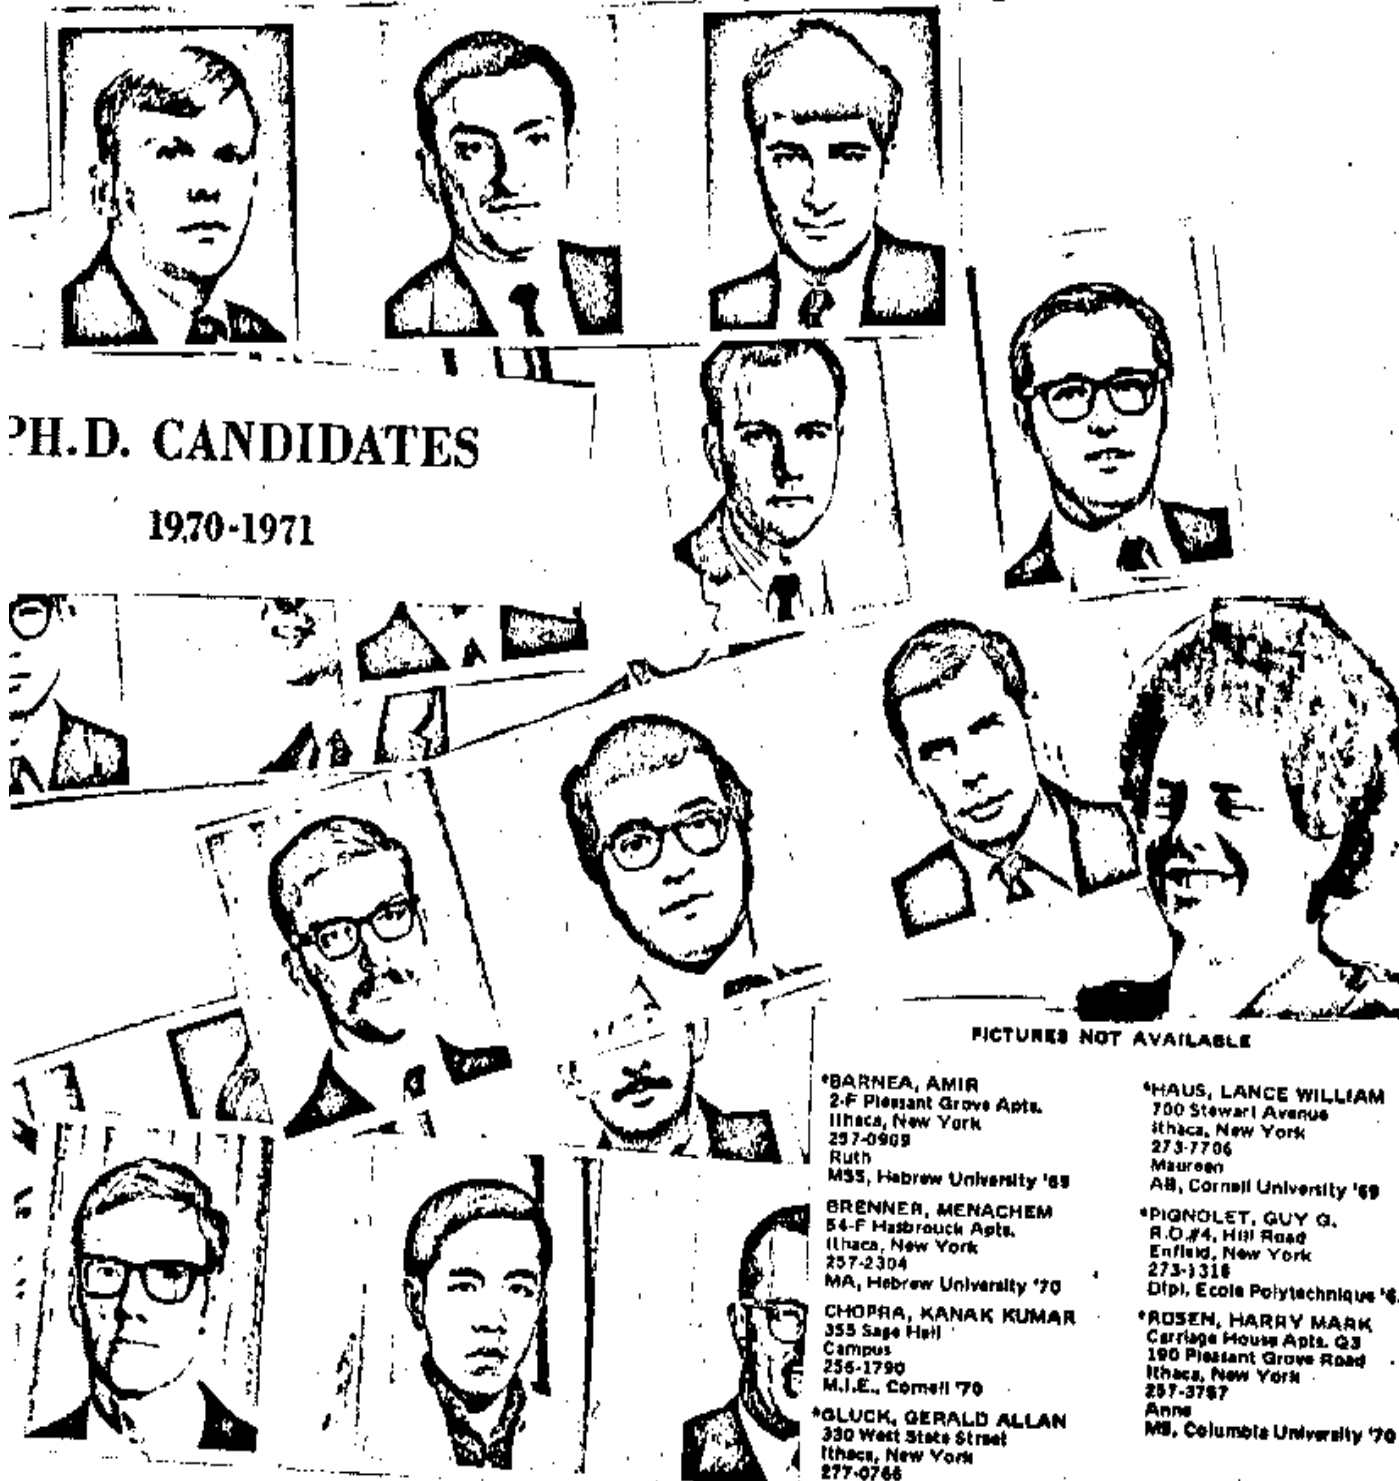 PH.D. CANDIDATES
1970-1971
PICTURES NOT AVAILABLE
*BARNEA, AMIR
2-F Pleasant Grove Apts.
Ithaca, New York
257-0909
Ruth
MSS, Hebrew University '69
BRENNER, MENACHEM
54-F Hasbrouck Apts.
Ithaca, New York
257-2304
MA, Hebrew University '70
CHOPRA, KANAK KUMAR
355 Sage Hall
Campus
256-1790
M.I.E., Cornell '70
*GLUCK, GERALD ALLAN
330 West State Street
Ithaca, New York
277-0766
*HAUS, LANCE WILLIAM
700 Stewart Avenue
Ithaca, New York
273-7706
Maureen
AB, Cornell University '69
*PIGNOLET, GUY G.
R.D.#4, Hill Road
Enfield, New York
273-1316
Dipl. Ecole Polytechnique
*ROSEN, HARRY MARK
Carriage House Apts. Q3
190 Pleasant Grove Road
Ithaca, New York
257-3767
Anne
MS, Columbia University '70